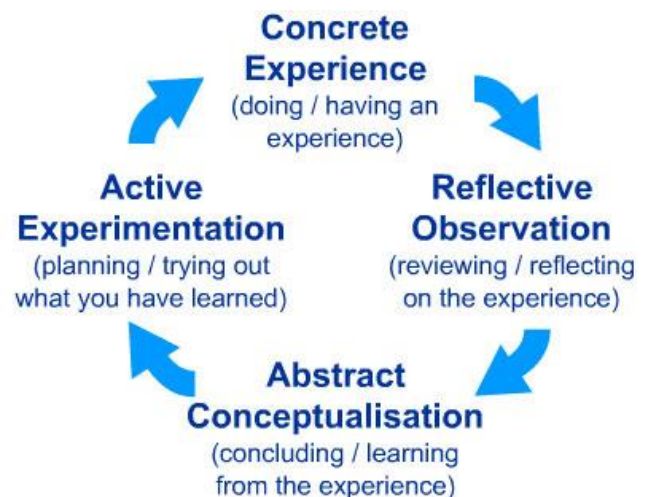 Concrete
Experience
(doing / having an
experience)
Active
Experimentation
(planning / trying out
what you have learned)
Reflective
Observation
(reviewing / reflecting
on the experience)
Abstract
Conceptualisation
(concluding / learning
from the experience)